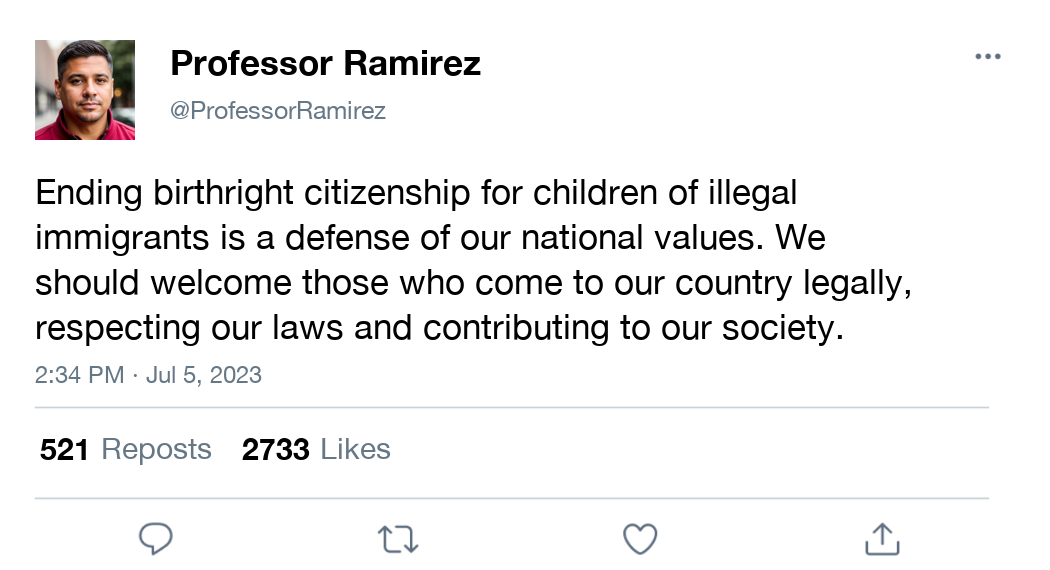 Professor Ramirez
@ProfessorRamirez
Ending birthright citizenship for children of illegal
immigrants is a defense of our national values. We
should welcome those who come to our country legally,
respecting our laws and contributing to our society.
2:34 PM · Jul 5, 2023
521 Reposts 2733 Likes